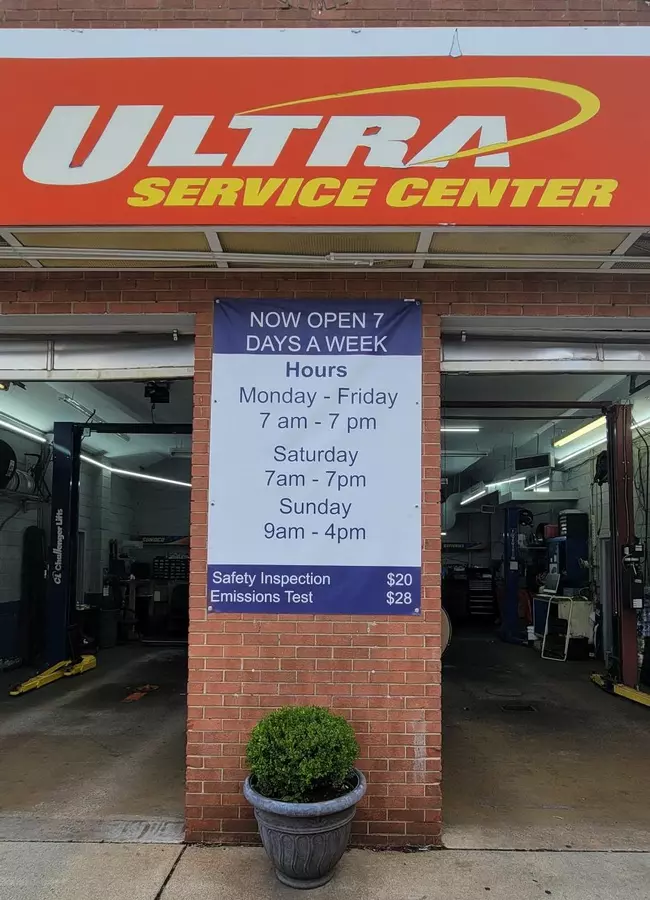 ULTRA
SERVICE CENTER
NOW OPEN 7
DAYS A WEEK
Hours
Monday - Friday
7 am - 7 pm
Saturday
7am - 7pm
Sunday
9am - 4pm
Safety Inspection $20
Emissions Test $28
Challenger Lifts